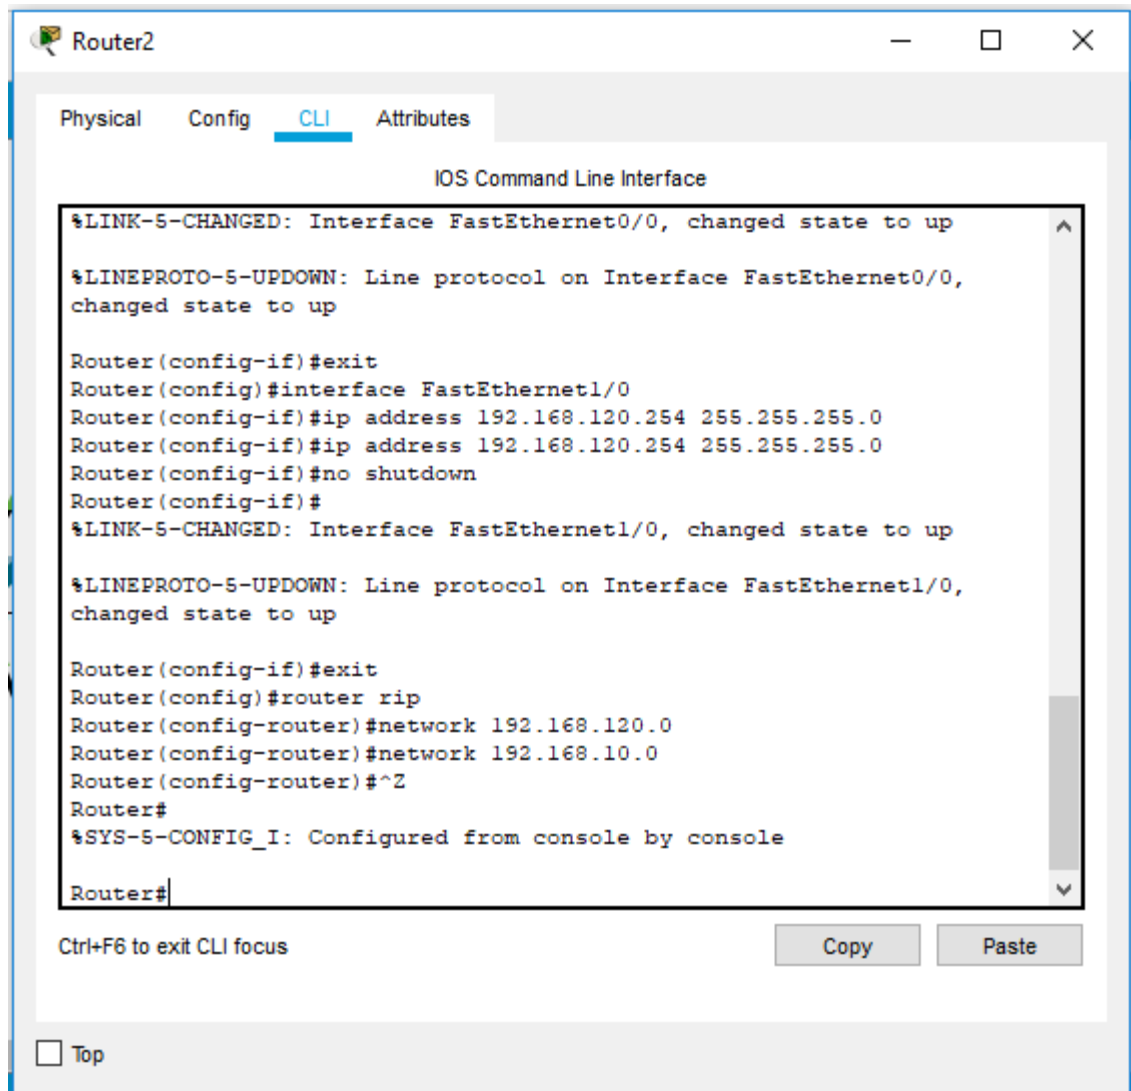 Router2
Physical Config CLI Attributes
IOS Command Line Interface
%LINK-5-CHANGED: Interface FastEthernet0/0, changed state to up
%LINEPROTO-5-UPDOWN: Line protocol on Interface FastEthernet0/0,
changed state to up
Router(config-if)#exit
Router(config)#interface FastEthernet1/0
Router(config-if)#ip address 192.168.120.254 255.255.255.0
Router(config-if)#ip address 192.168.120.254 255.255.255.0
Router(config-if)#no shutdown
Router(config-if)#
%LINK-5-CHANGED: Interface FastEthernet1/0, changed state to up
%LINEPROTO-5-UPDOWN: Line protocol on Interface FastEthernet1/0,
changed state to up
Router(config-if)#exit
Router(config)#router rip
Router(config-router)#network 192.168.120.0
Router(config-router)#network 192.168.10.0
Router(config-router)#^Z
Router#
%SYS-5-CONFIG_I: Configured from console by console
Router#
Ctrl+F6 to exit CLI focus
Copy Paste
Top